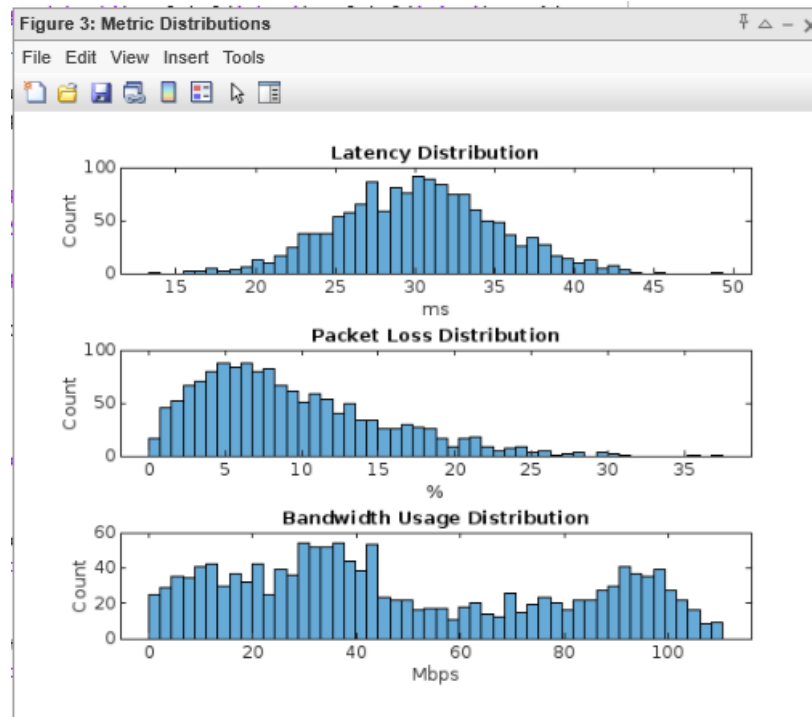 Figure 3: Metric Distributions
File Edit View Insert Tools
Latency Distribution
100
50
0
Count
15 20 25 30 35 40 45 50
ms
Packet Loss Distribution
100
50
0
Count
0 5 10 15 20 25 30 35
%
Bandwidth Usage Distribution
60
40
20
0
Count
0 20 40 60 80 100
Mbps